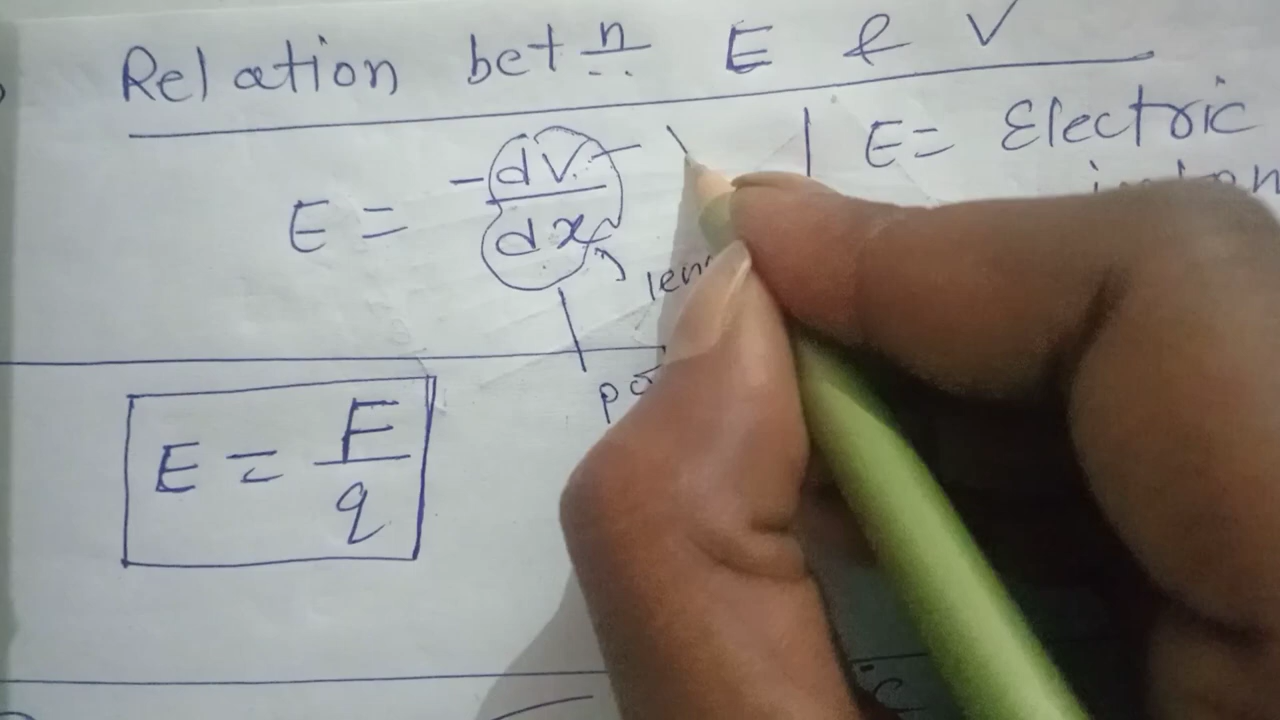 Relation betn E & V
E = -dV/dx
E = Electric
E = F/q